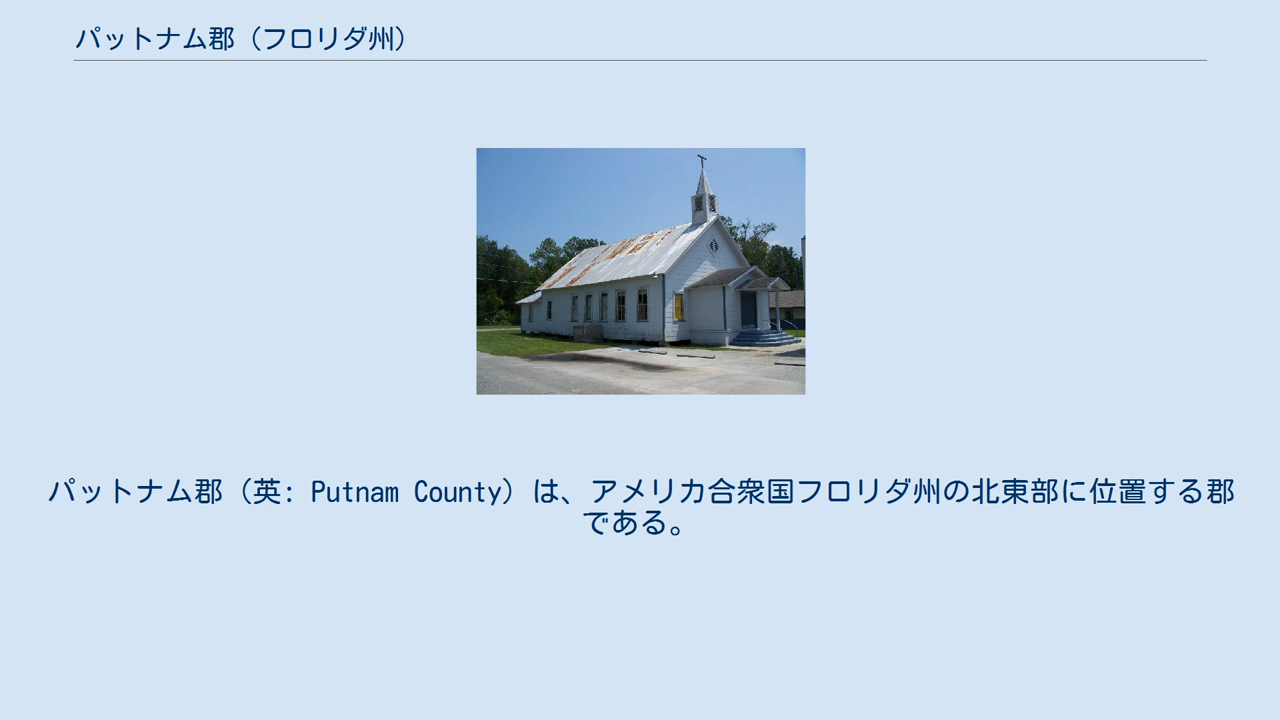 パットナム郡（フロリダ州）
パットナム郡（英: Putnam County）は、アメリカ合衆国フロリダ州の北東部に位置する郡
である。